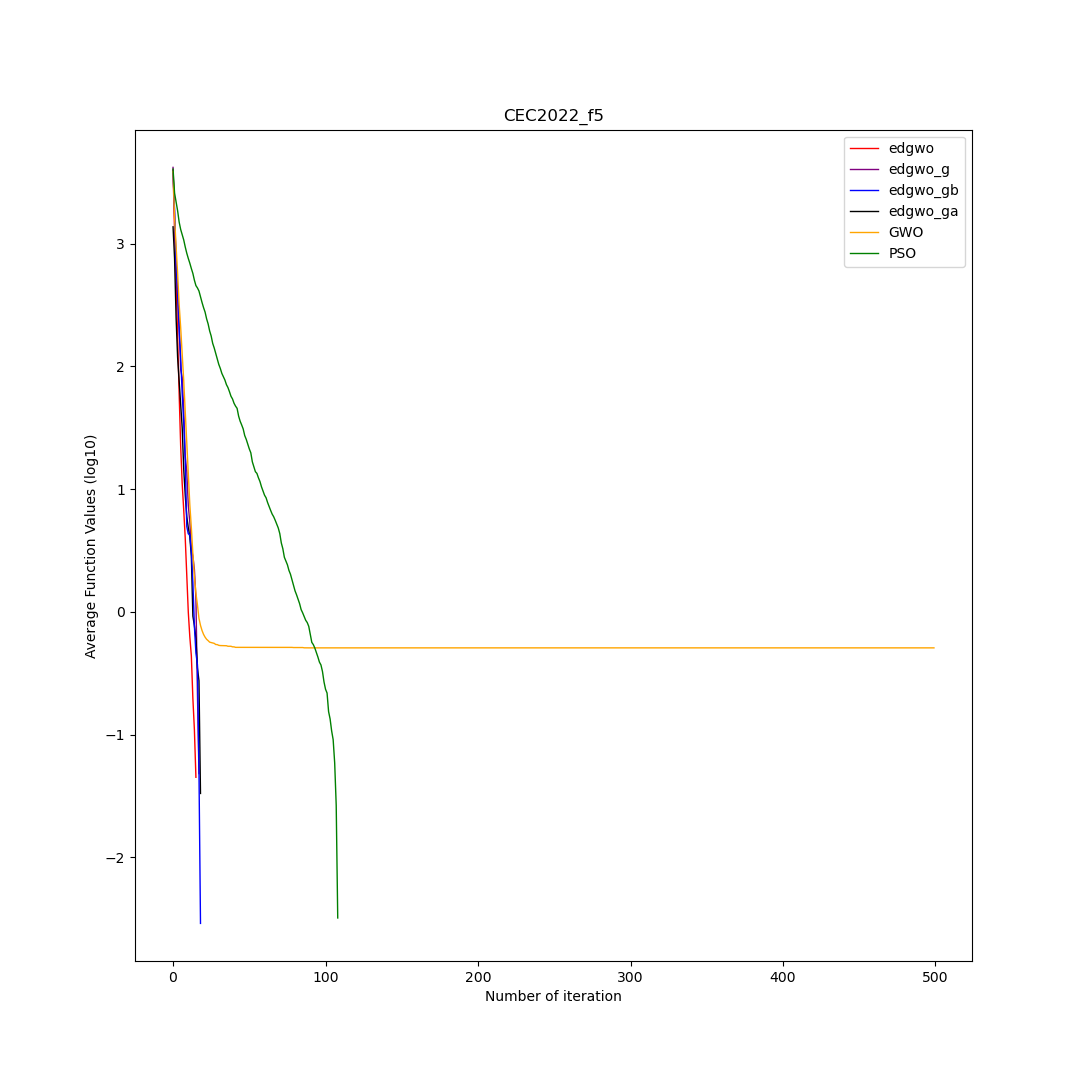 CEC2022_f5
edgwo
edgwo_g
edgwo_gb
edgwo_ga
GWO
PSO
Average Function Values (log10)
3
2
1
0
−1
−2
0 100 200 300 400 500
Number of iteration